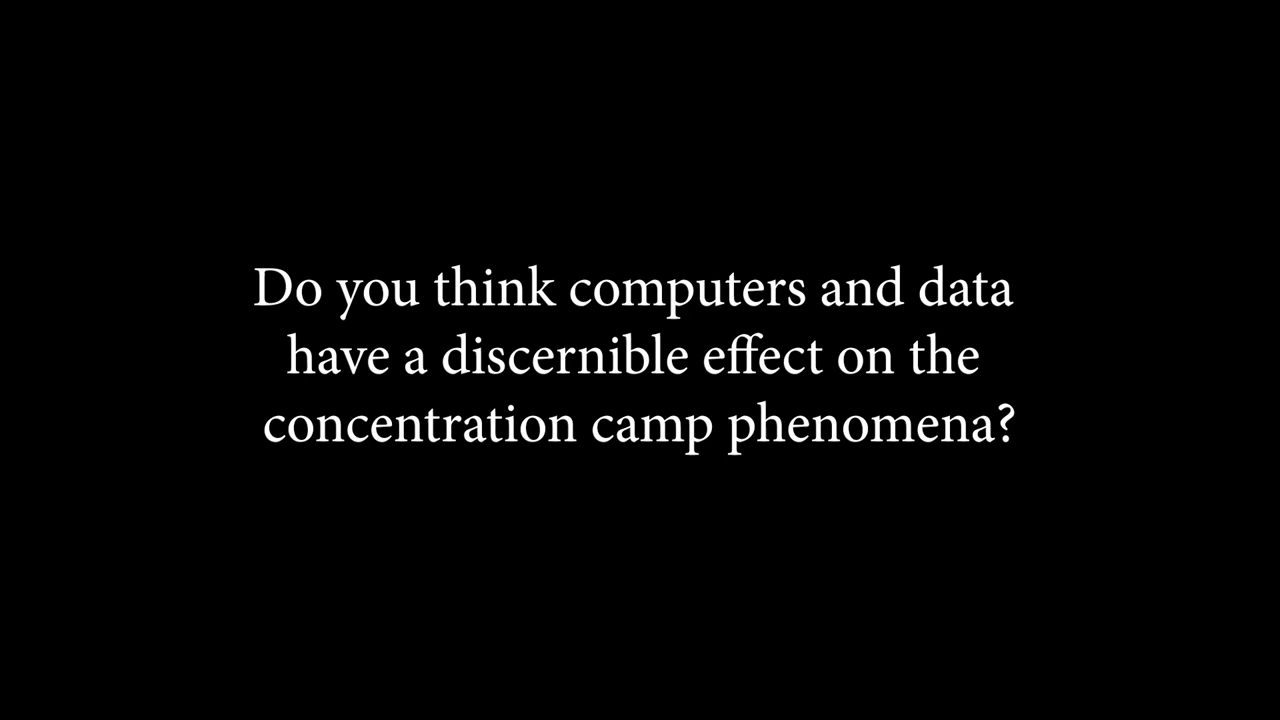 Do you think computers and data
have a discernible effect on the
concentration camp phenomena?